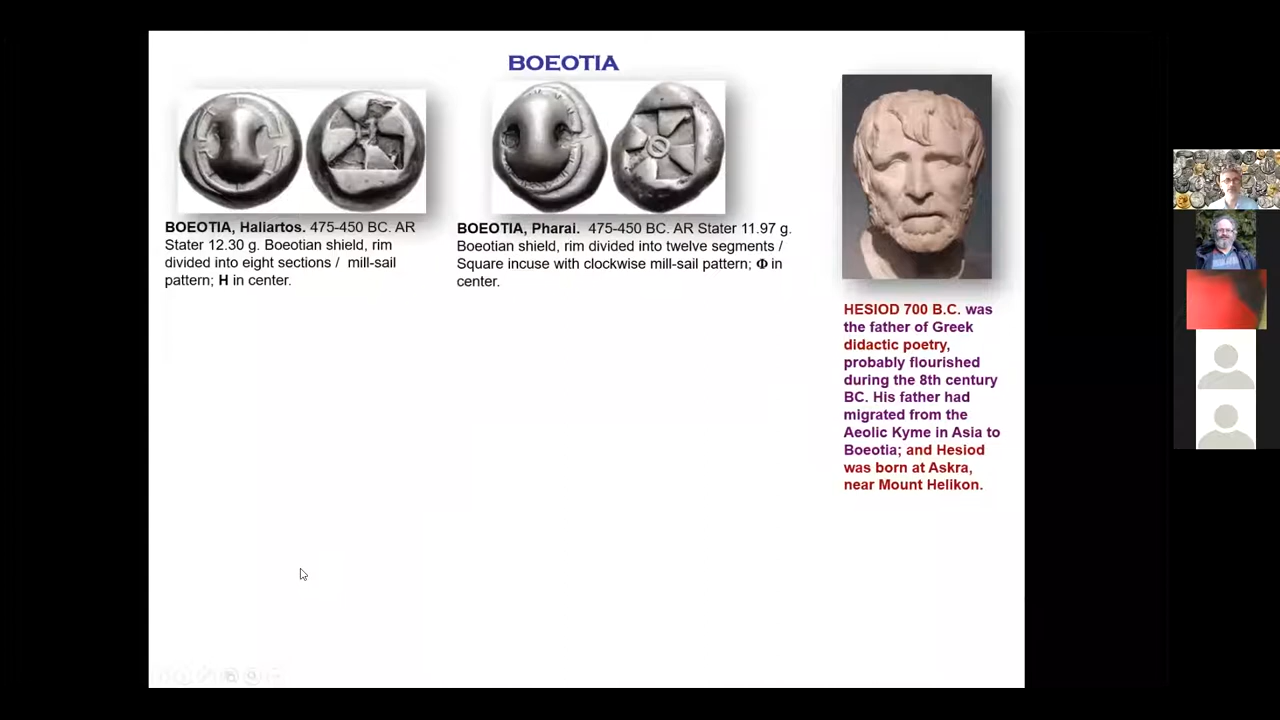 BOEOTIA
BOEOTIA, Haliartos. 475-450 BC. AR
Stater 12.30 g. Boeotian shield, rim
divided into eight sections / mill-sail
pattern; H in center.
BOEOTIA, Pharai. 475-450 BC. AR Stater 11.97 g.
Boeotian shield, rim divided into twelve segments /
Square incuse with clockwise mill-sail pattern; Φ in
center.
HESIOD 700 B.C. was
the father of Greek
didactic poetry,
probably flourished
during the 8th century
BC. His father had
migrated from the
Aeolic Kyme in Asia to
Boeotia; and Hesiod
was born at Askra,
near Mount Helikon.